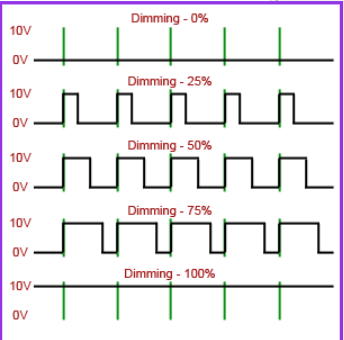 Dimming - 0%
10V
0V
Dimming - 25%
10V
0V
Dimming - 50%
10V
0V
Dimming - 75%
10V
0V
Dimming - 100%
10V
0V